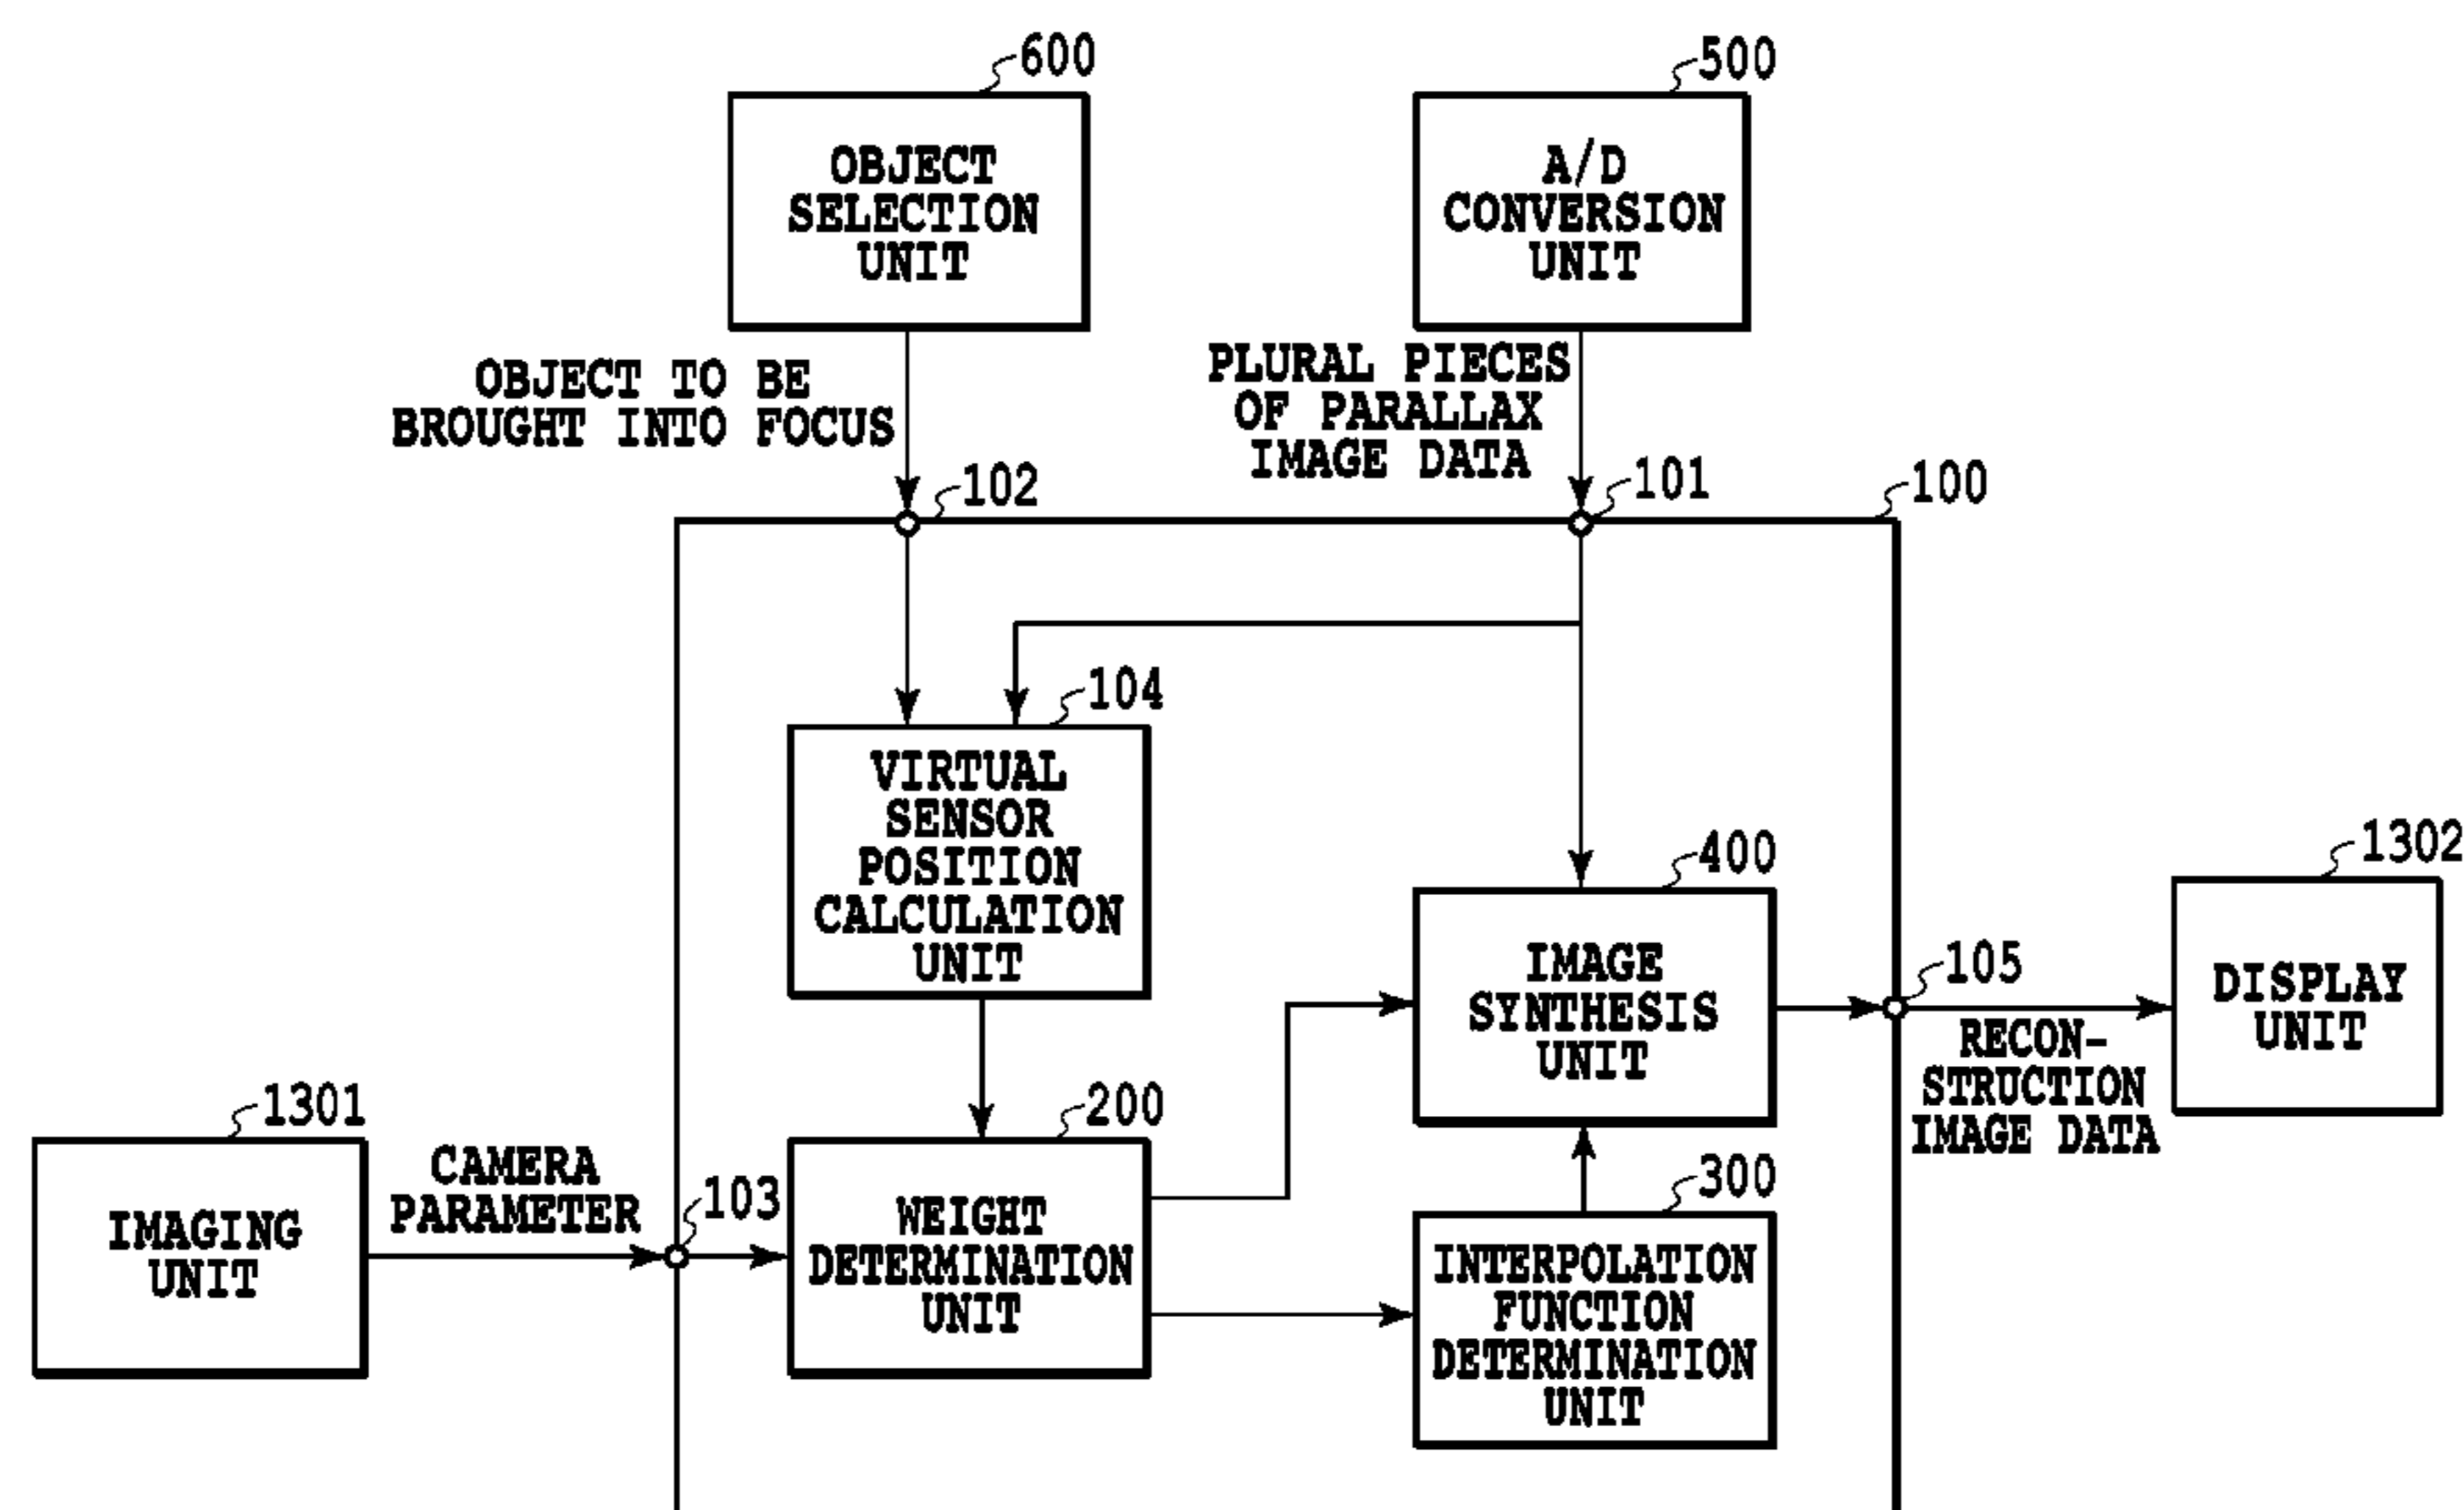 600
500
OBJECT
SELECTION
UNIT
A/D
CONVERSION
UNIT
OBJECT TO BE
BROUGHT INTO FOCUS
PLURAL PIECES
OF PARALLAX
IMAGE DATA
102
101
100
104
VIRTUAL
SENSOR
POSITION
CALCULATION
UNIT
400
1302
IMAGE
SYNTHESIS
UNIT
105
DISPLAY
UNIT
RECON-
STRUCTION
IMAGE DATA
1301
CAMERA
PARAMETER
103
200
300
IMAGING
UNIT
WEIGHT
DETERMINATION
UNIT
INTERPOLATION
FUNCTION
DETERMINATION
UNIT